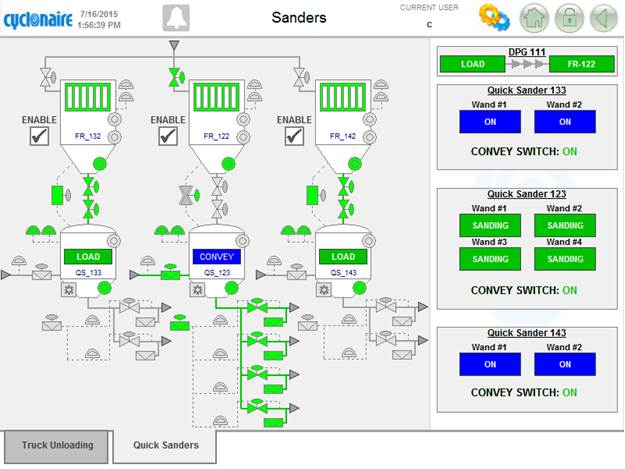 cyclonaire
7/16/2015
1:56:39 PM
Sanders
CURRENT USER
c
ENABLE
FR_132
ENABLE
FR_122
ENABLE
FR_142
LOAD
QS_133
CONVEY
QS_123
LOAD
QS_143
DPG 111
LOAD
FR-122
Quick Sander 133
Wand #1 Wand #2
ON ON
CONVEY SWITCH: ON
Quick Sander 123
Wand #1 Wand #2
SANDING SANDING
Wand #3 Wand #4
SANDING SANDING
CONVEY SWITCH: ON
Quick Sander 143
Wand #1 Wand #2
ON ON
CONVEY SWITCH: ON
Truck Unloading Quick Sanders